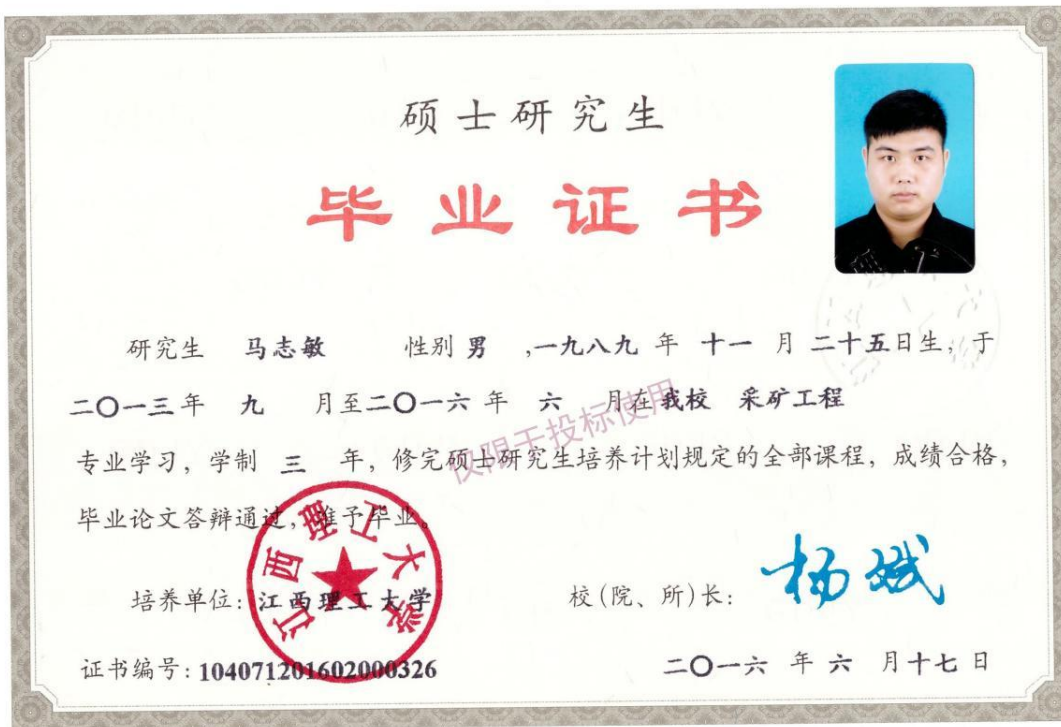 硕士研究生
毕业证书
研究生 马志敏 性别 男 ,一九八九 年 十一 月 二十五日生, 于
二〇一三年 九 月至二〇一六 年 六 月在我校 采矿工程
仅限于投标使用
专业学习, 学制 三 年, 修完硕士研究生培养计划规定的全部课程, 成绩合格,
毕业论文答辩通过, 准予毕业。
江西理工大学
培养单位: 江西理工大学 校(院、所)长: 杨斌
证书编号: 104071201602000326 二〇一六 年 六 月十七日